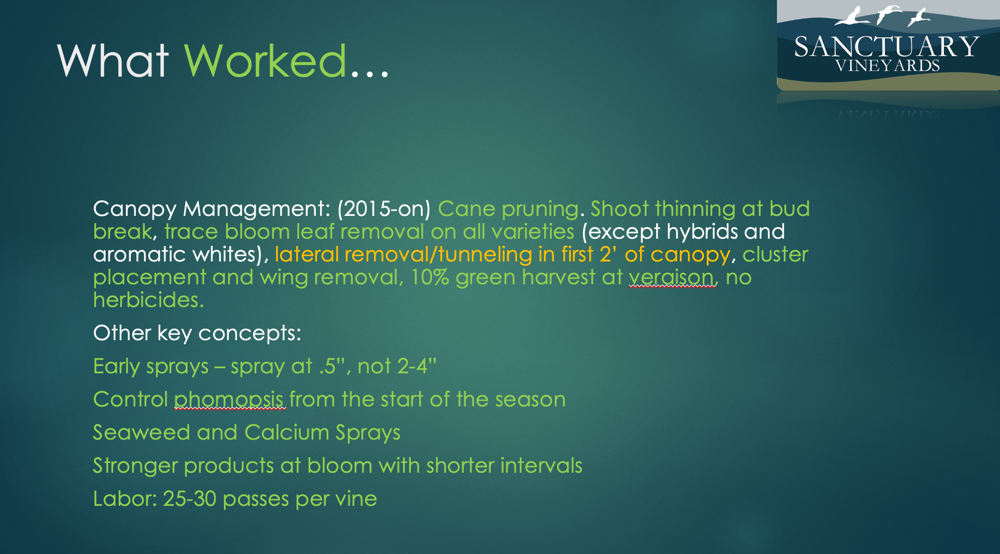 What Worked...
SANCTUARY
VINEYARDS
Canopy Management: (2015-on) Cane pruning. Shoot thinning at bud
break, trace bloom leaf removal on all varieties (except hybrids and
aromatic whites), lateral removal/tunneling in first 2’ of canopy, cluster
placement and wing removal, 10% green harvest at veraison, no
herbicides.
Other key concepts:
Early sprays – spray at .5”, not 2-4”
Control phomopsis from the start of the season
Seaweed and Calcium Sprays
Stronger products at bloom with shorter intervals
Labor: 25-30 passes per vine